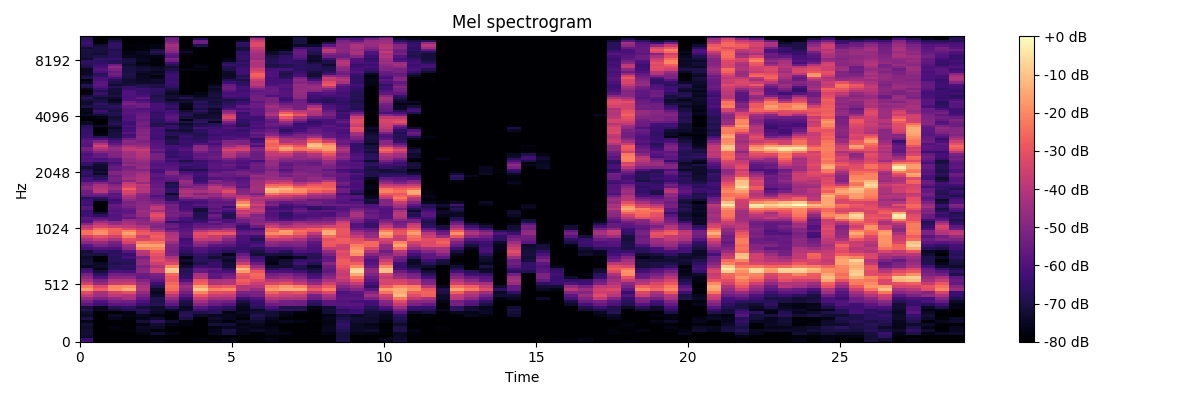 Mel spectrogram
8192
4096
2048
1024
512
0
Hz
0 5 10 15 20 25
Time
+0 dB
-10 dB
-20 dB
-30 dB
-40 dB
-50 dB
-60 dB
-70 dB
-80 dB